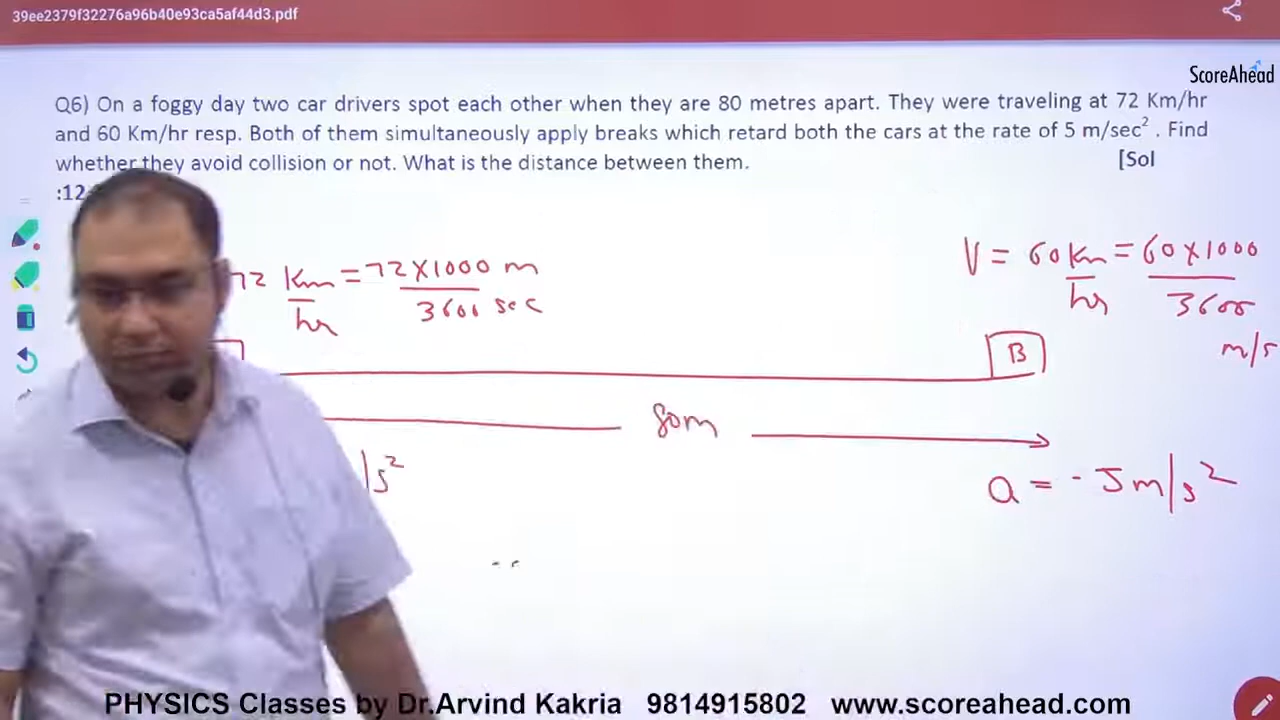 39ee2379f32276a96b40e93ca5af44d3.pdf
ScoreAhead
Q6) On a foggy day two car drivers spot each other when they are 80 metres apart. They were traveling at 72 Km/hr
and 60 Km/hr resp. Both of them simultaneously apply breaks which retard both the cars at the rate of 5 m/sec² . Find
whether they avoid collision or not. What is the distance between them. [Sol
:12
72 Km/hr = 72×1000 m / 3600 sec
V = 60 Km/hr = 60×1000 / 3600 m/s
B
80m
/s²
a = -5m/s²
PHYSICS Classes by Dr.Arvind Kakria 9814915802 www.scoreahead.com